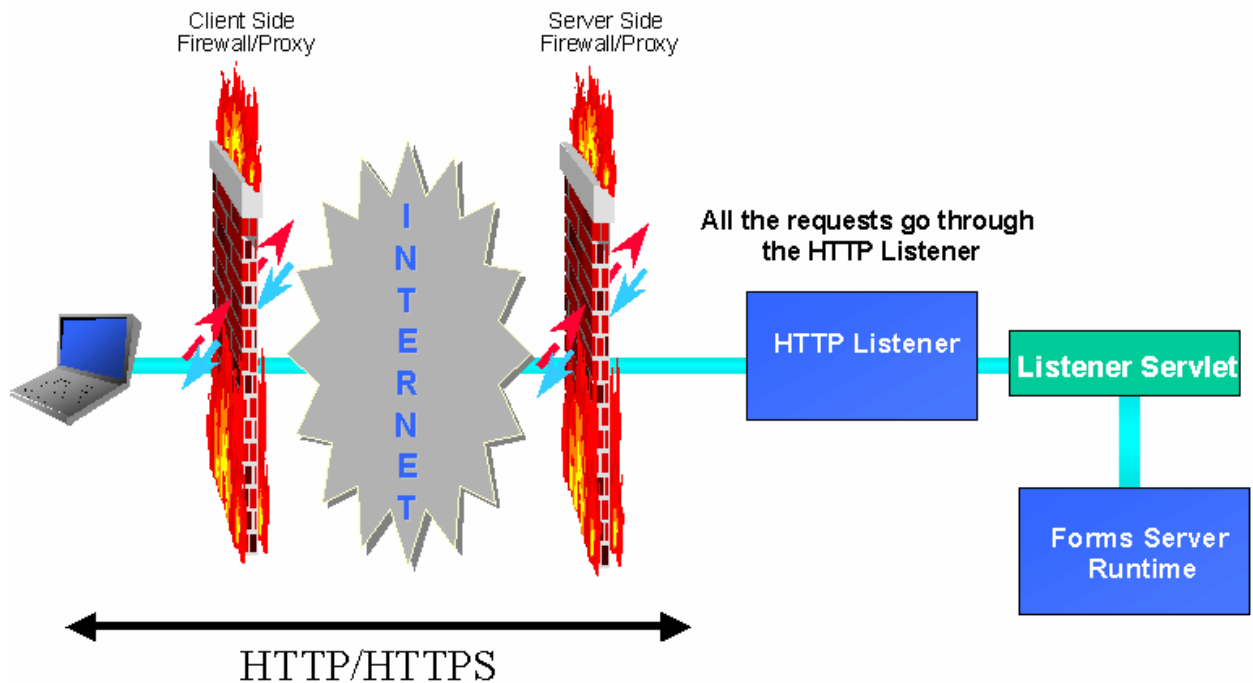 Client Side
Firewall/Proxy
Server Side
Firewall/Proxy
INTERNET
All the requests go through
the HTTP Listener
HTTP Listener
Listener Servlet
Forms Server
Runtime
HTTP/HTTPS